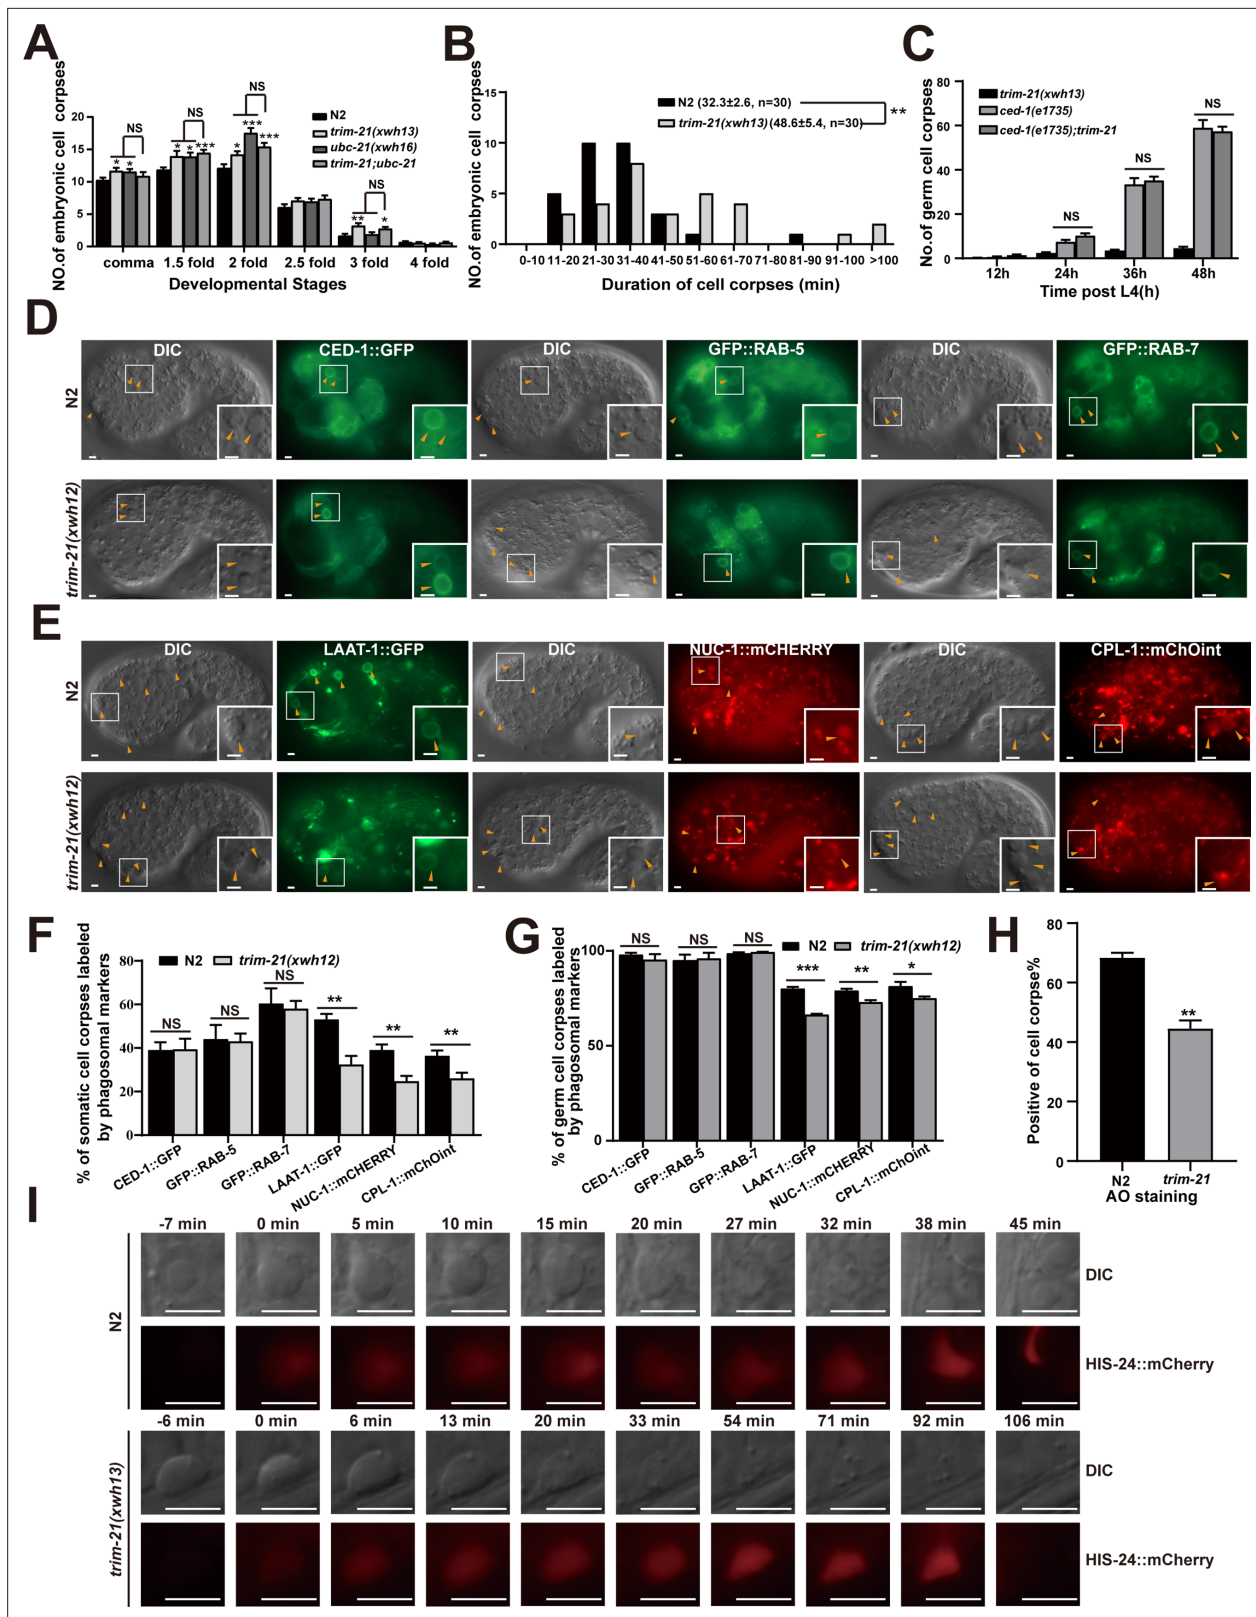 A
NO.of embryonic cell corpses
20
15
10
5
0
NS
NS
NS
NS
*
*
*
*
***
*
***
***
**
*
N2
trim-21(xwh13)
ubc-21(xwh16)
trim-21;ubc-21
comma 1.5 fold 2 fold 2.5 fold 3 fold 4 fold
Developmental Stages
B
NO.of embryonic cell corpses
15
10
5
0
N2 (32.3±2.6, n=30)
trim-21(xwh13)(48.6±5.4, n=30)
**
0-10 11-20 21-30 31-40 41-50 51-60 61-70 71-80 81-90 91-100 >100
Duration of cell corpses (min)
C
No.of germ cell corpses
80
60
40
20
0
trim-21(xwh13)
ced-1(e1735)
ced-1(e1735);trim-21
NS
NS
NS
12h 24h 36h 48h
Time post L4(h)
D
DIC CED-1::GFP DIC GFP::RAB-5 DIC GFP::RAB-7
N2
trim-21(xwh12)
E
DIC LAAT-1::GFP DIC NUC-1::mCHERRY DIC CPL-1::mChOint
N2
trim-21(xwh12)
F
% of somatic cell corpses labeled
by phagosomal markers
80
60
40
20
0
N2 trim-21(xwh12)
NS NS NS ** ** **
CED-1::GFP
GFP::RAB-5
GFP::RAB-7
LAAT-1::GFP
NUC-1::mCHERRY
CPL-1::mChOint
G
% of germ cell corpses labeled
by phagosomal markers
100
50
0
N2 trim-21(xwh12)
NS NS NS *** ** *
CED-1::GFP
GFP::RAB-5
GFP::RAB-7
LAAT-1::GFP
NUC-1::mCHERRY
CPL-1::mChOint
H
Positive of cell corpse%
80
60
40
20
0
**
N2 trim-21
AO staining
I
-7 min 0 min 5 min 10 min 15 min 20 min 27 min 32 min 38 min 45 min
N2
DIC
HIS-24::mCherry
-6 min 0 min 6 min 13 min 20 min 33 min 54 min 71 min 92 min 106 min
trim-21(xwh13)
DIC
HIS-24::mCherry